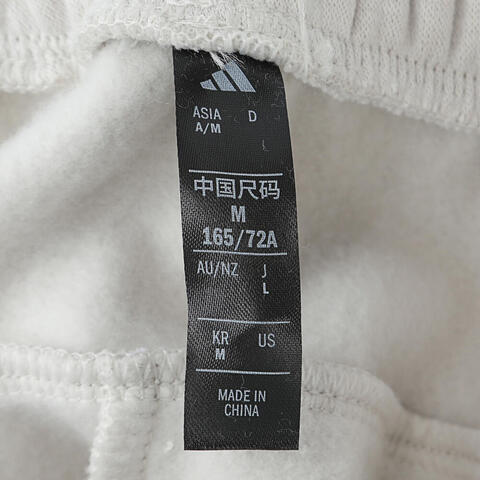 ASIA D
A/M
中国尺码
M
165/72A
AU/NZ J
L
KR US
M
MADE IN
CHINA